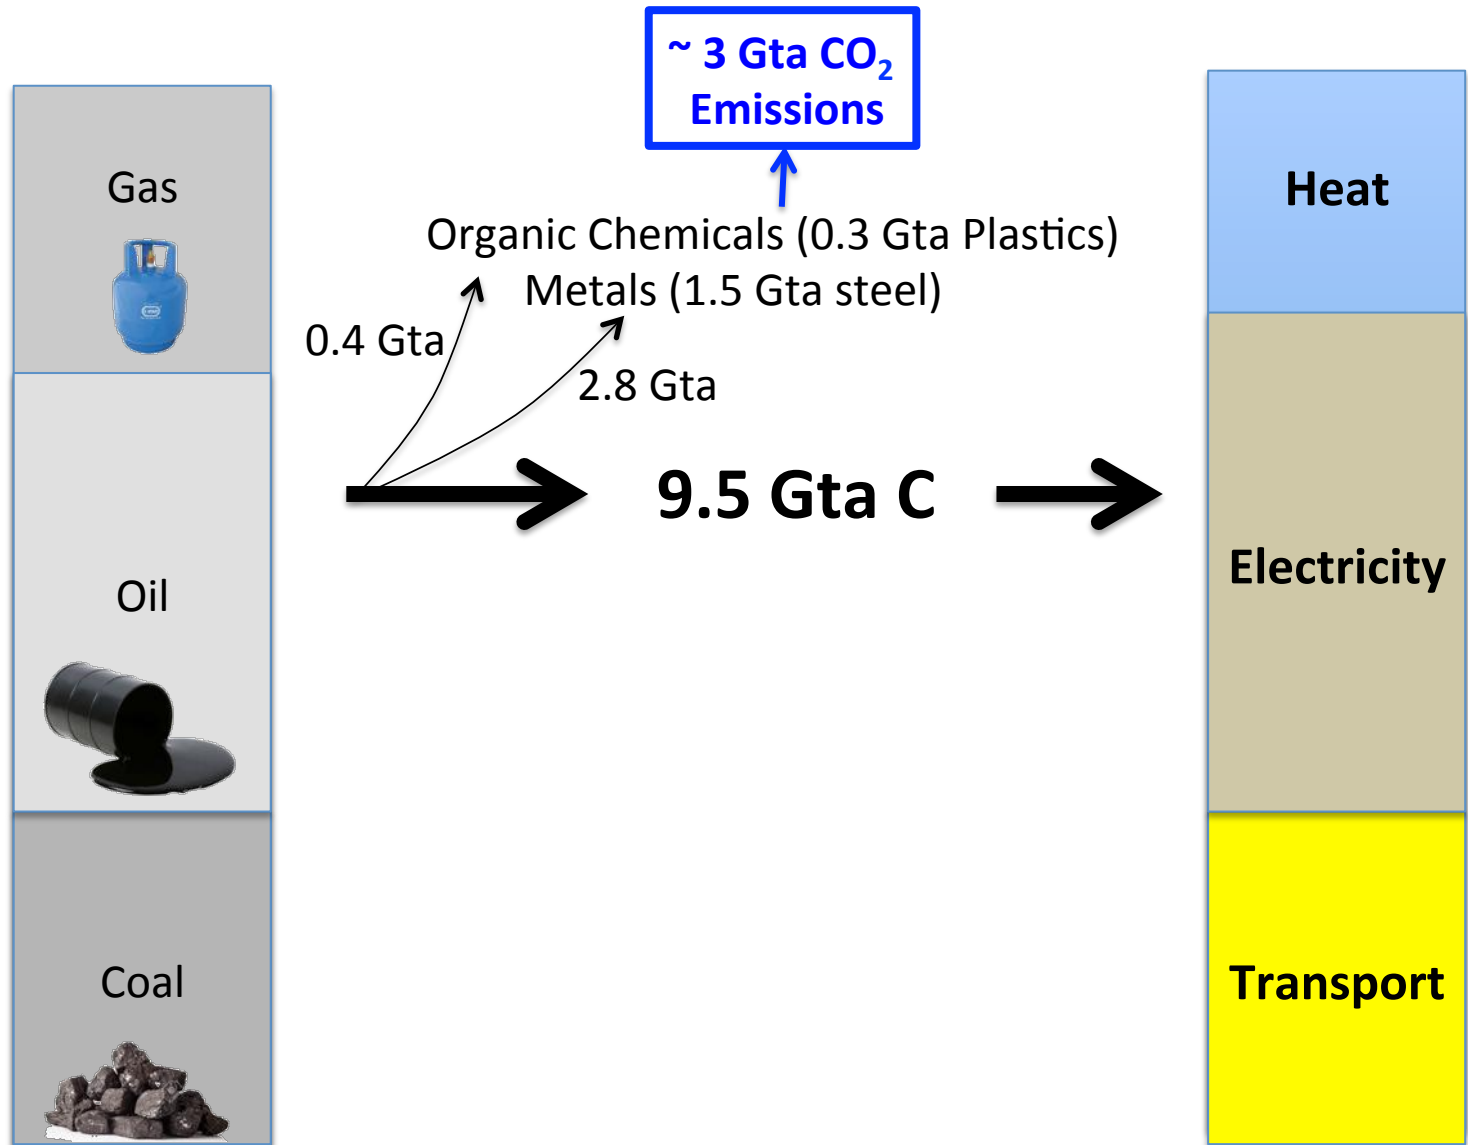 ~ 3 Gta CO₂
Emissions
Gas
Heat
Organic Chemicals (0.3 Gta Plastics)
Metals (1.5 Gta steel)
0.4 Gta
2.8 Gta
9.5 Gta C
Oil
Electricity
Coal
Transport